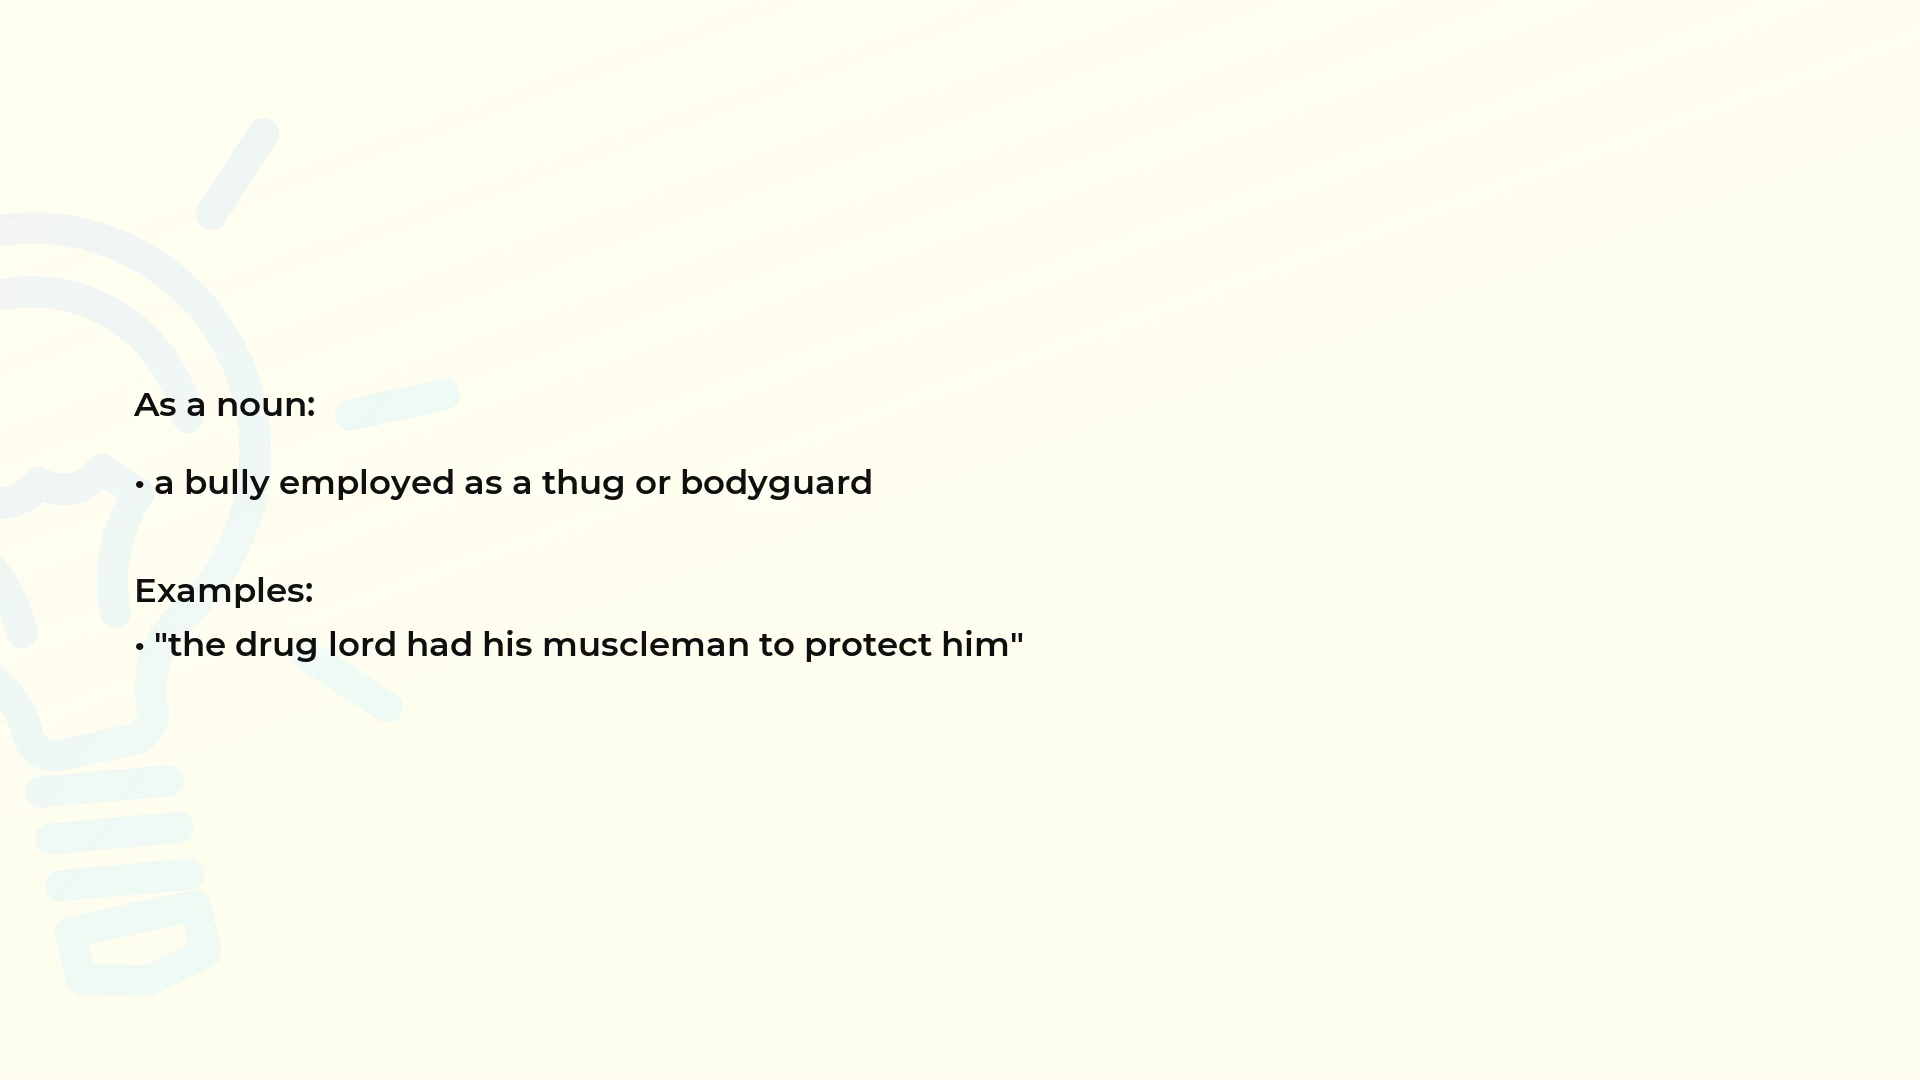 As a noun:
• a bully employed as a thug or bodyguard
Examples:
• "the drug lord had his muscleman to protect him"